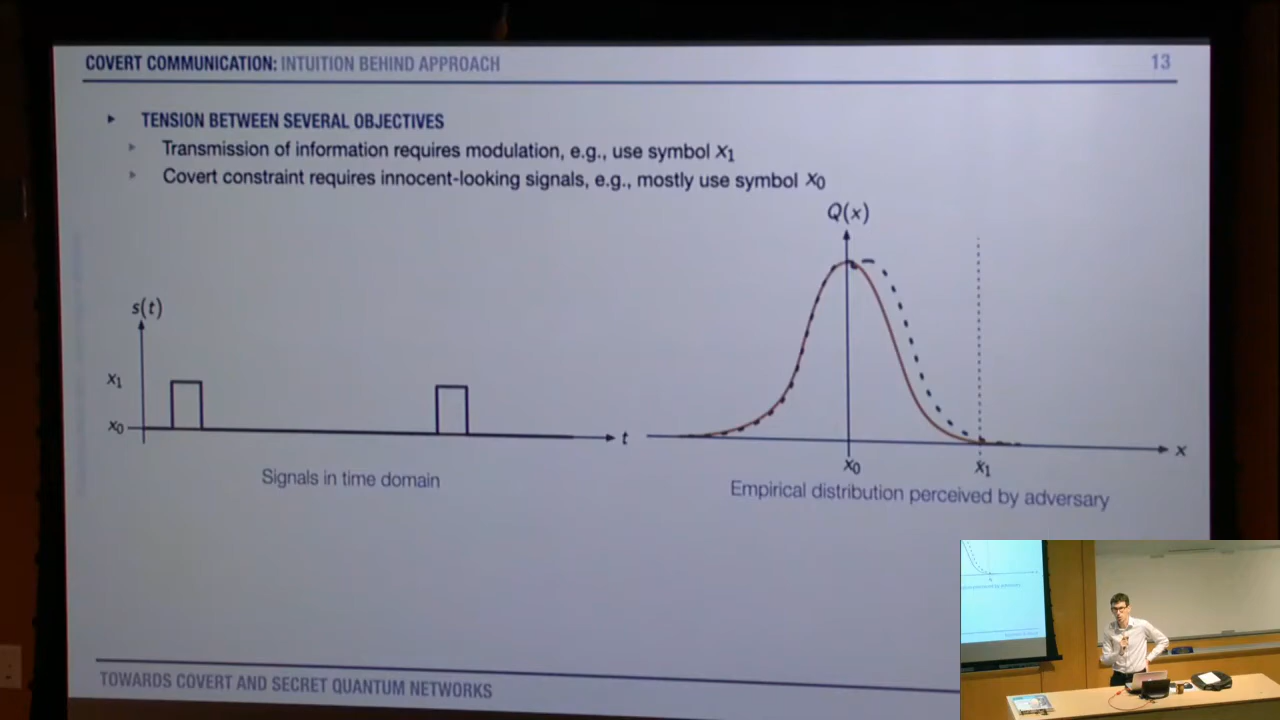 COVERT COMMUNICATION: INTUITION BEHIND APPROACH
13
TENSION BETWEEN SEVERAL OBJECTIVES
Transmission of information requires modulation, e.g., use symbol x₁
Covert constraint requires innocent-looking signals, e.g., mostly use symbol x₀
Q(x)
s(t)
x₁
x₀
t
x
x₀
x₁
Signals in time domain
Empirical distribution perceived by adversary
TOWARDS COVERT AND SECRET QUANTUM NETWORKS